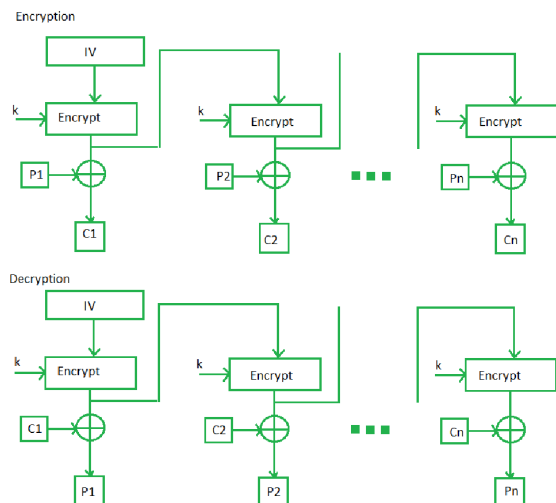 Encryption
IV
k Encrypt k Encrypt k Encrypt
P1 P2 Pn
C1 C2 Cn
Decryption
IV
k Encrypt k Encrypt k Encrypt
C1 C2 Cn
P1 P2 Pn